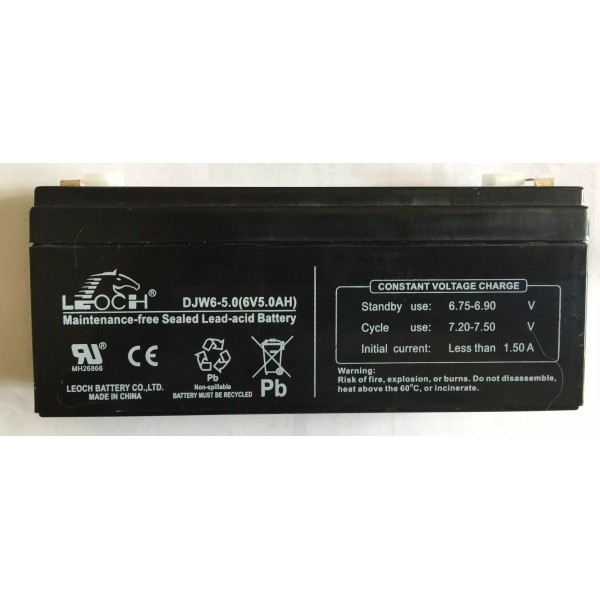 LEOCH®
DJW6-5.0(6V5.0AH)
Maintenance-free Sealed Lead-acid Battery
MH26866
LEOCH BATTERY CO.,LTD.
MADE IN CHINA
CE
Pb
Non-spillable
BATTERY MUST BE RECYCLED
Pb
CONSTANT VOLTAGE CHARGE
Standby use: 6.75-6.90 V
Cycle use: 7.20-7.50 V
Initial current: Less than 1.50A
Warning:
Risk of fire, explosion, or burns. Do not disassemble,
heat above the 60°C, or incinerate.